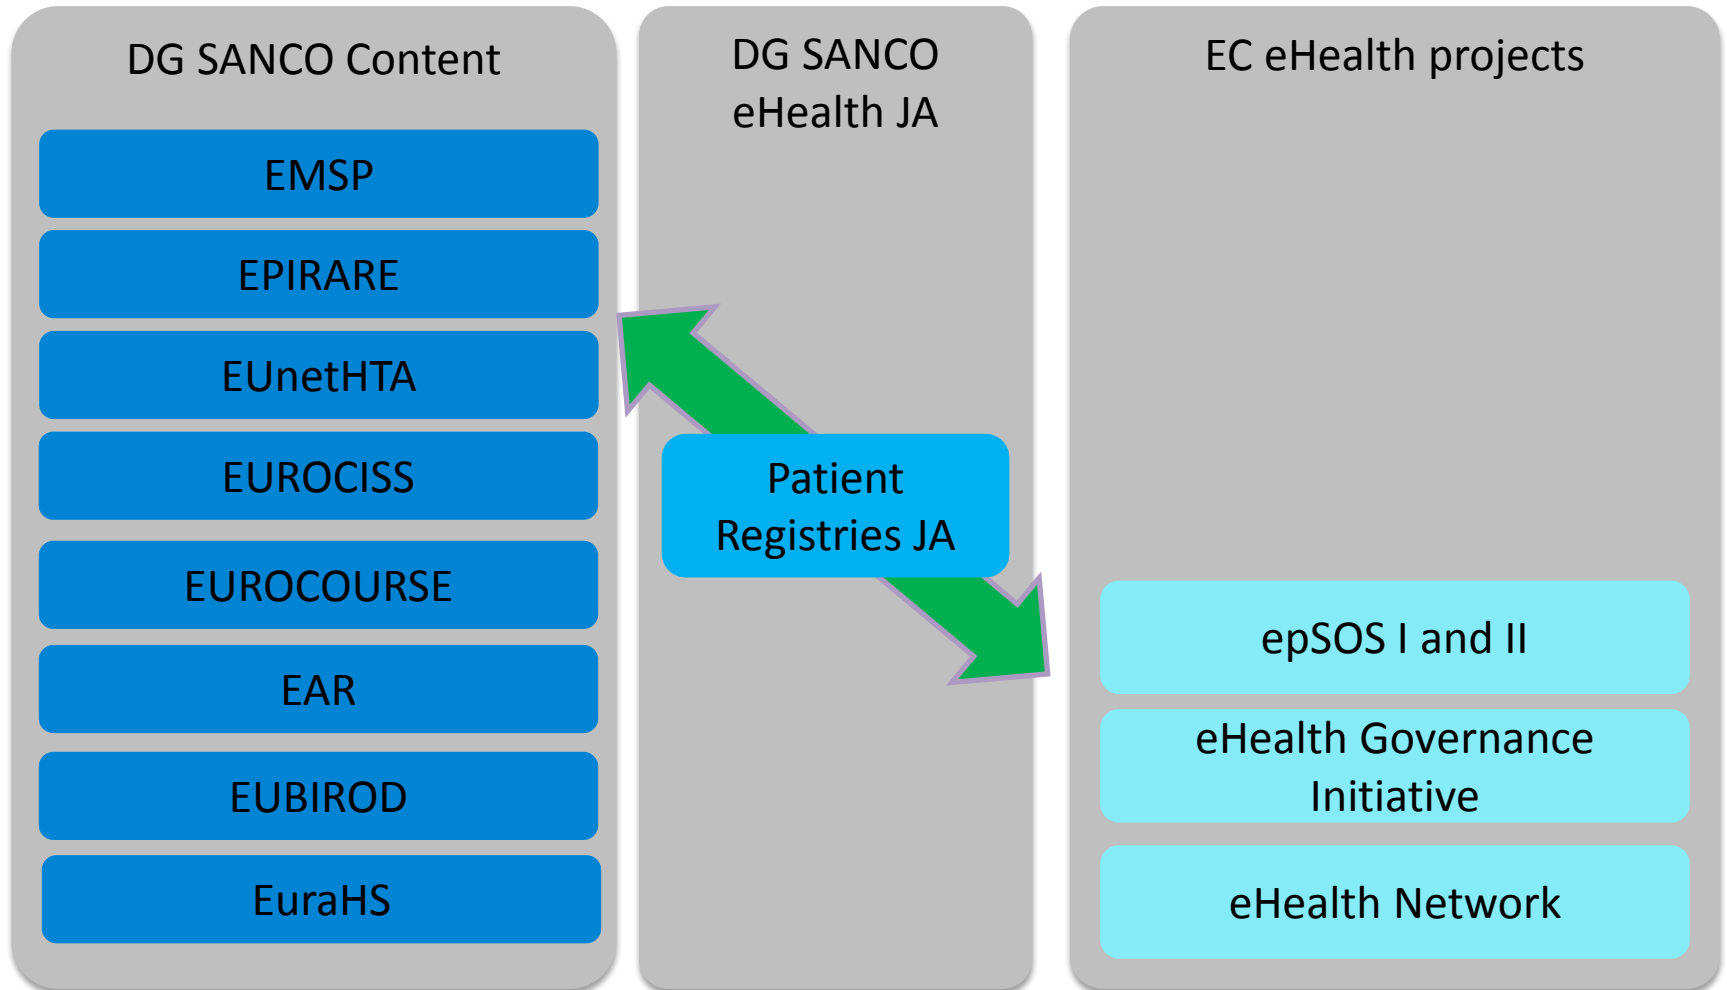 DG SANCO Content
EMSP
EPIRARE
EUnetHTA
EUROCISS
EUROCOURSE
EAR
EUBIROD
EuraHS
DG SANCO
eHealth JA
Patient
Registries JA
EC eHealth projects
epSOS I and II
eHealth Governance
Initiative
eHealth Network